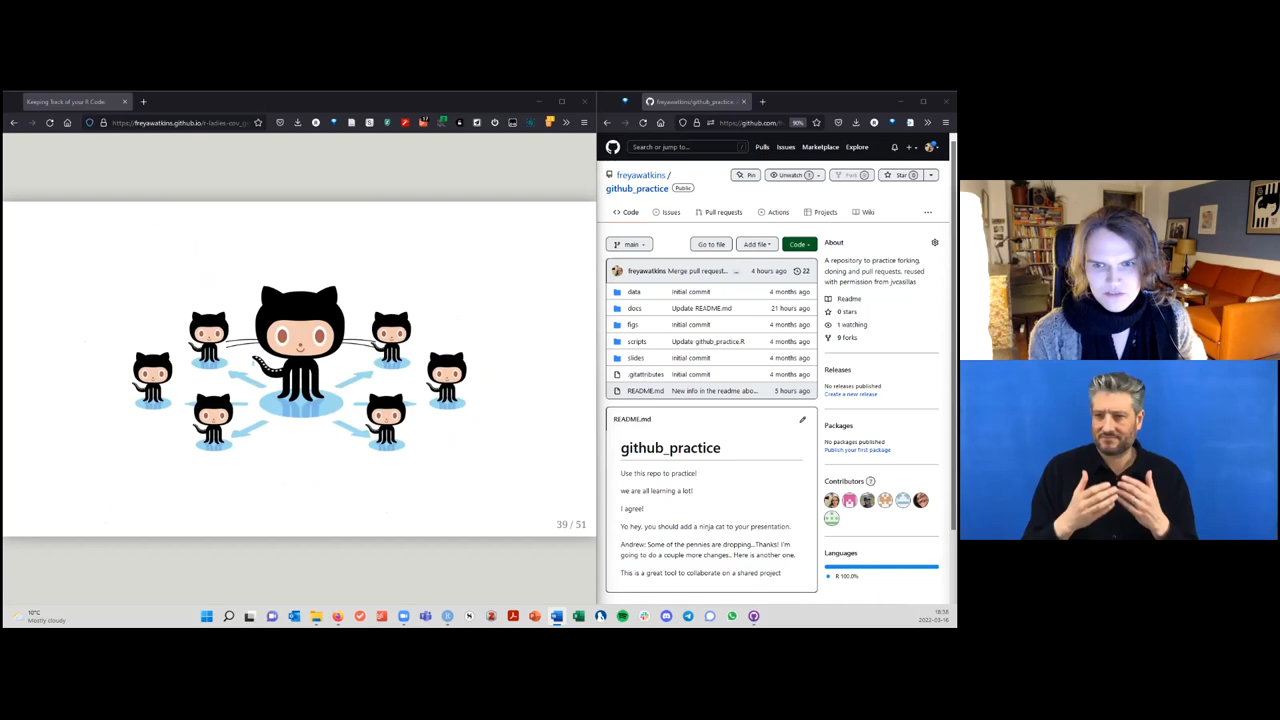 Keeping Track of your R Code:
https://freyawatkins.github.io/r-ladies-cov_g
39 / 51
freyawatkins/github_practice:
https://github.com/fr
90%
Search or jump to...
/
Pulls
Issues
Marketplace
Explore
freyawatkins /
github_practice
Public
Pin
Unwatch
1
Fork
9
Star
0
Code
Issues
Pull requests
Actions
Projects
Wiki
main
Go to file
Add file
Code
freyawatkins Merge pull request...
...
4 hours ago
22
data
Initial commit
4 months ago
docs
Update README.md
21 hours ago
figs
Initial commit
4 months ago
scripts
Update github_practice.R
4 months ago
slides
Initial commit
4 months ago
.gitattributes
Initial commit
4 months ago
README.md
New info in the readme abo...
5 hours ago
README.md
github_practice
Use this repo to practice!
we are all learning a lot!
I agree!
Yo hey, you should add a ninja cat to your presentation.
Andrew: Some of the pennies are dropping...Thanks! I'm
going to do a couple more changes.. Here is another one.
This is a great tool to collaborate on a shared project
About
A repository to practice forking,
cloning and pull requests, reused
with permission from jvcasillas
Readme
0 stars
1 watching
9 forks
Releases
No releases published
Create a new release
Packages
No packages published
Publish your first package
Contributors
7
Languages
R 100.0%
10°C
Mostly cloudy
18:38
2022-03-16